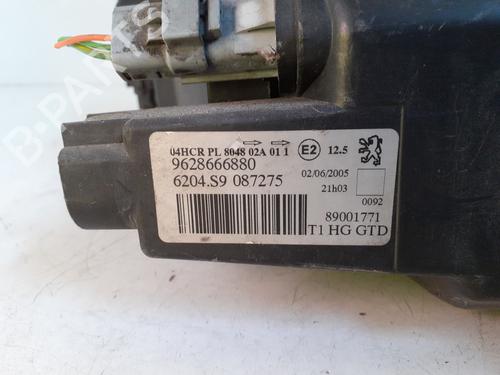 B-PARTS
04HCR PL 8048 02A 01 1 E2 12.5
9628666880
6204.S9 087275
02/06/2005
21h03
0092
89001771
T1 HG GTD